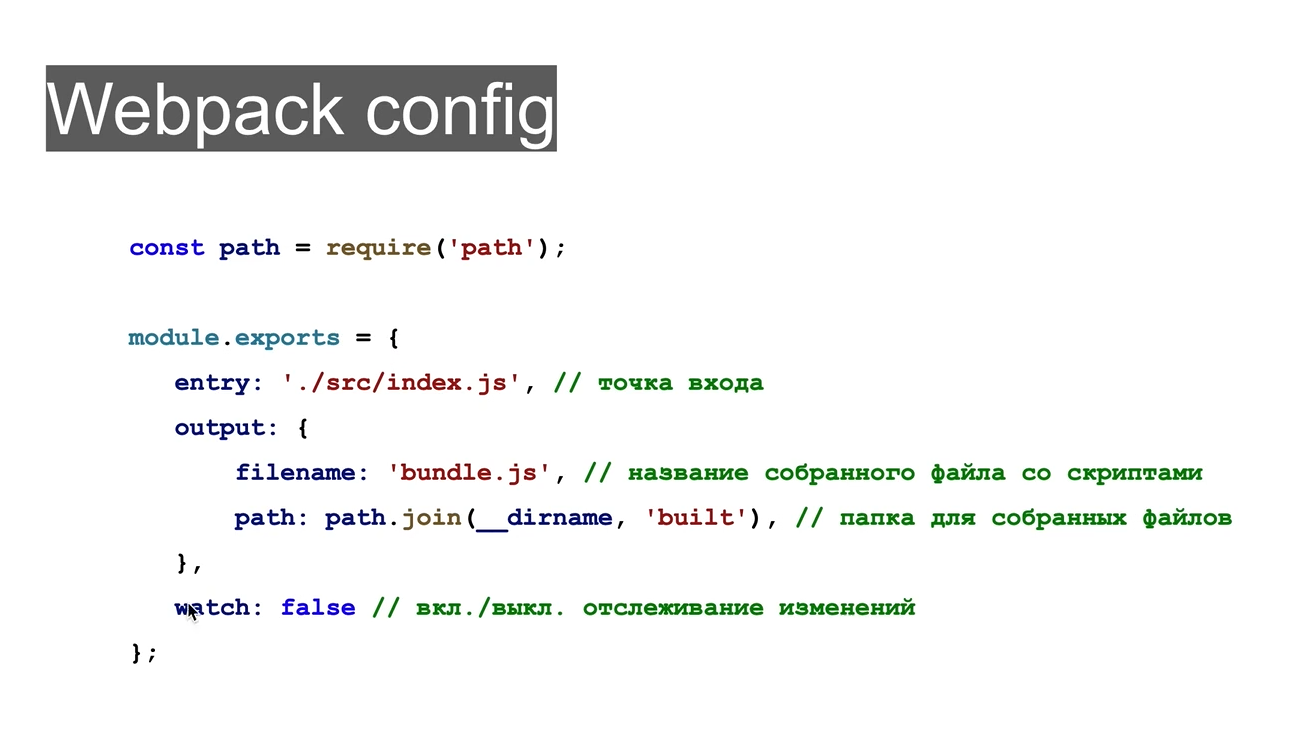 Webpack config
const path = require('path');
module.exports = {
entry: './src/index.js', // точка входа
output: {
filename: 'bundle.js', // название собранного файла со скриптами
path: path.join(__dirname, 'built'), // папка для собранных файлов
},
watch: false // вкл./выкл. отслеживание изменений
};